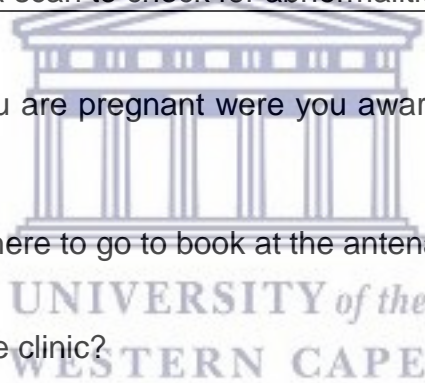 scan to check for abnormaliti
u are pregnant were you awar
here to go to book at the antena
UNIVERSITY of the
e clinic?
WESTERN CAPE